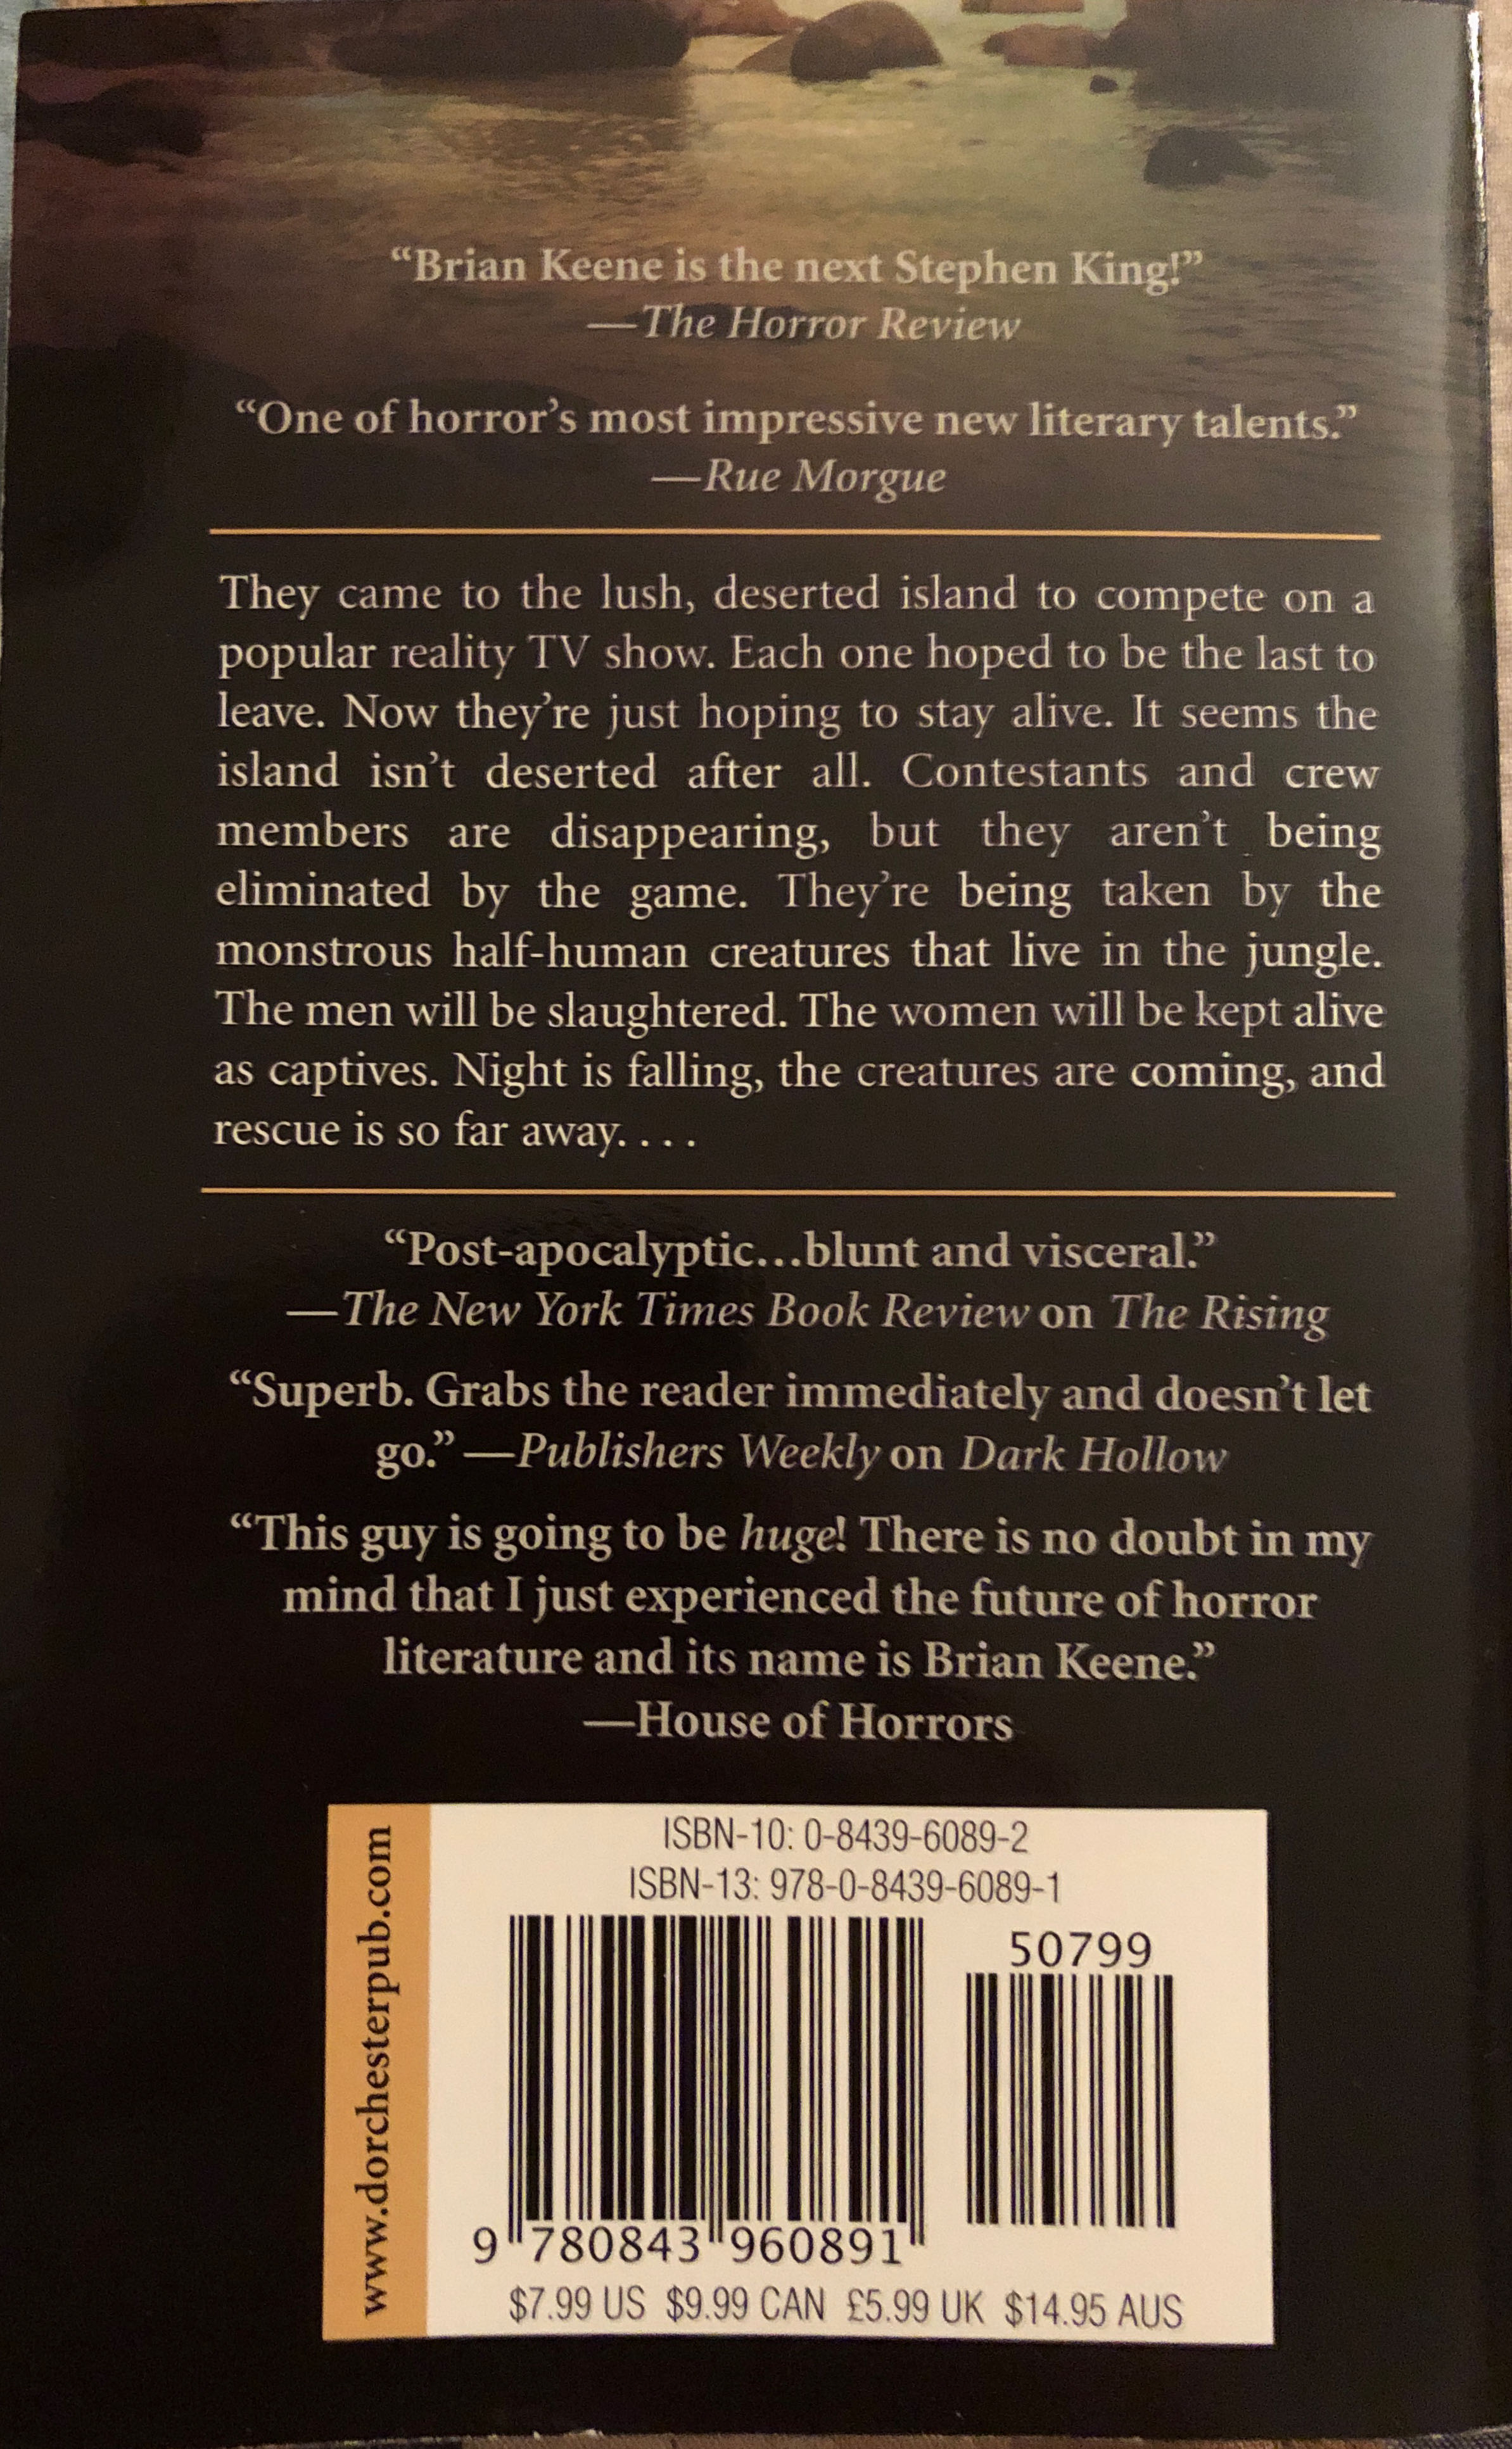 “Brian Keene is the next Stephen King!”
—The Horror Review
“One of horror’s most impressive new literary talents.”
—Rue Morgue
They came to the lush, deserted island to compete on a
popular reality TV show. Each one hoped to be the last to
leave. Now they’re just hoping to stay alive. It seems the
island isn’t deserted after all. Contestants and crew
members are disappearing, but they aren’t being
eliminated by the game. They’re being taken by the
monstrous half-human creatures that live in the jungle.
The men will be slaughtered. The women will be kept alive
as captives. Night is falling, the creatures are coming, and
rescue is so far away. . . .
“Post-apocalyptic...blunt and visceral.”
—The New York Times Book Review on The Rising
“Superb. Grabs the reader immediately and doesn’t let
go.” —Publishers Weekly on Dark Hollow
“This guy is going to be huge! There is no doubt in my
mind that I just experienced the future of horror
literature and its name is Brian Keene.”
—House of Horrors
www.dorchesterpub.com
ISBN-10: 0-8439-6089-2
ISBN-13: 978-0-8439-6089-1
50799
9 780843 960891
$7.99 US $9.99 CAN £5.99 UK $14.95 AUS